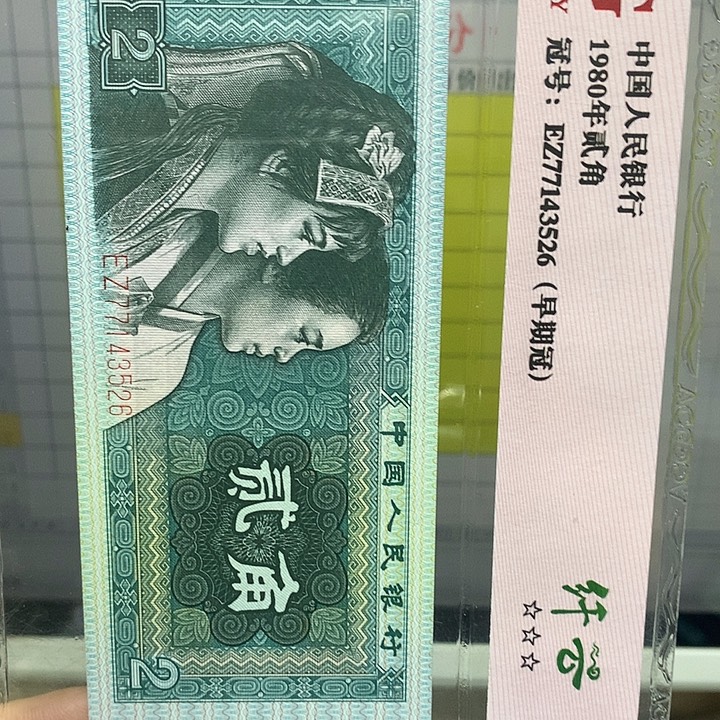 中国人民银行
1980年贰角
冠号：EZ77143526（早期冠）
☆☆☆
中国人民银行
贰角
EZ77143526
2
2